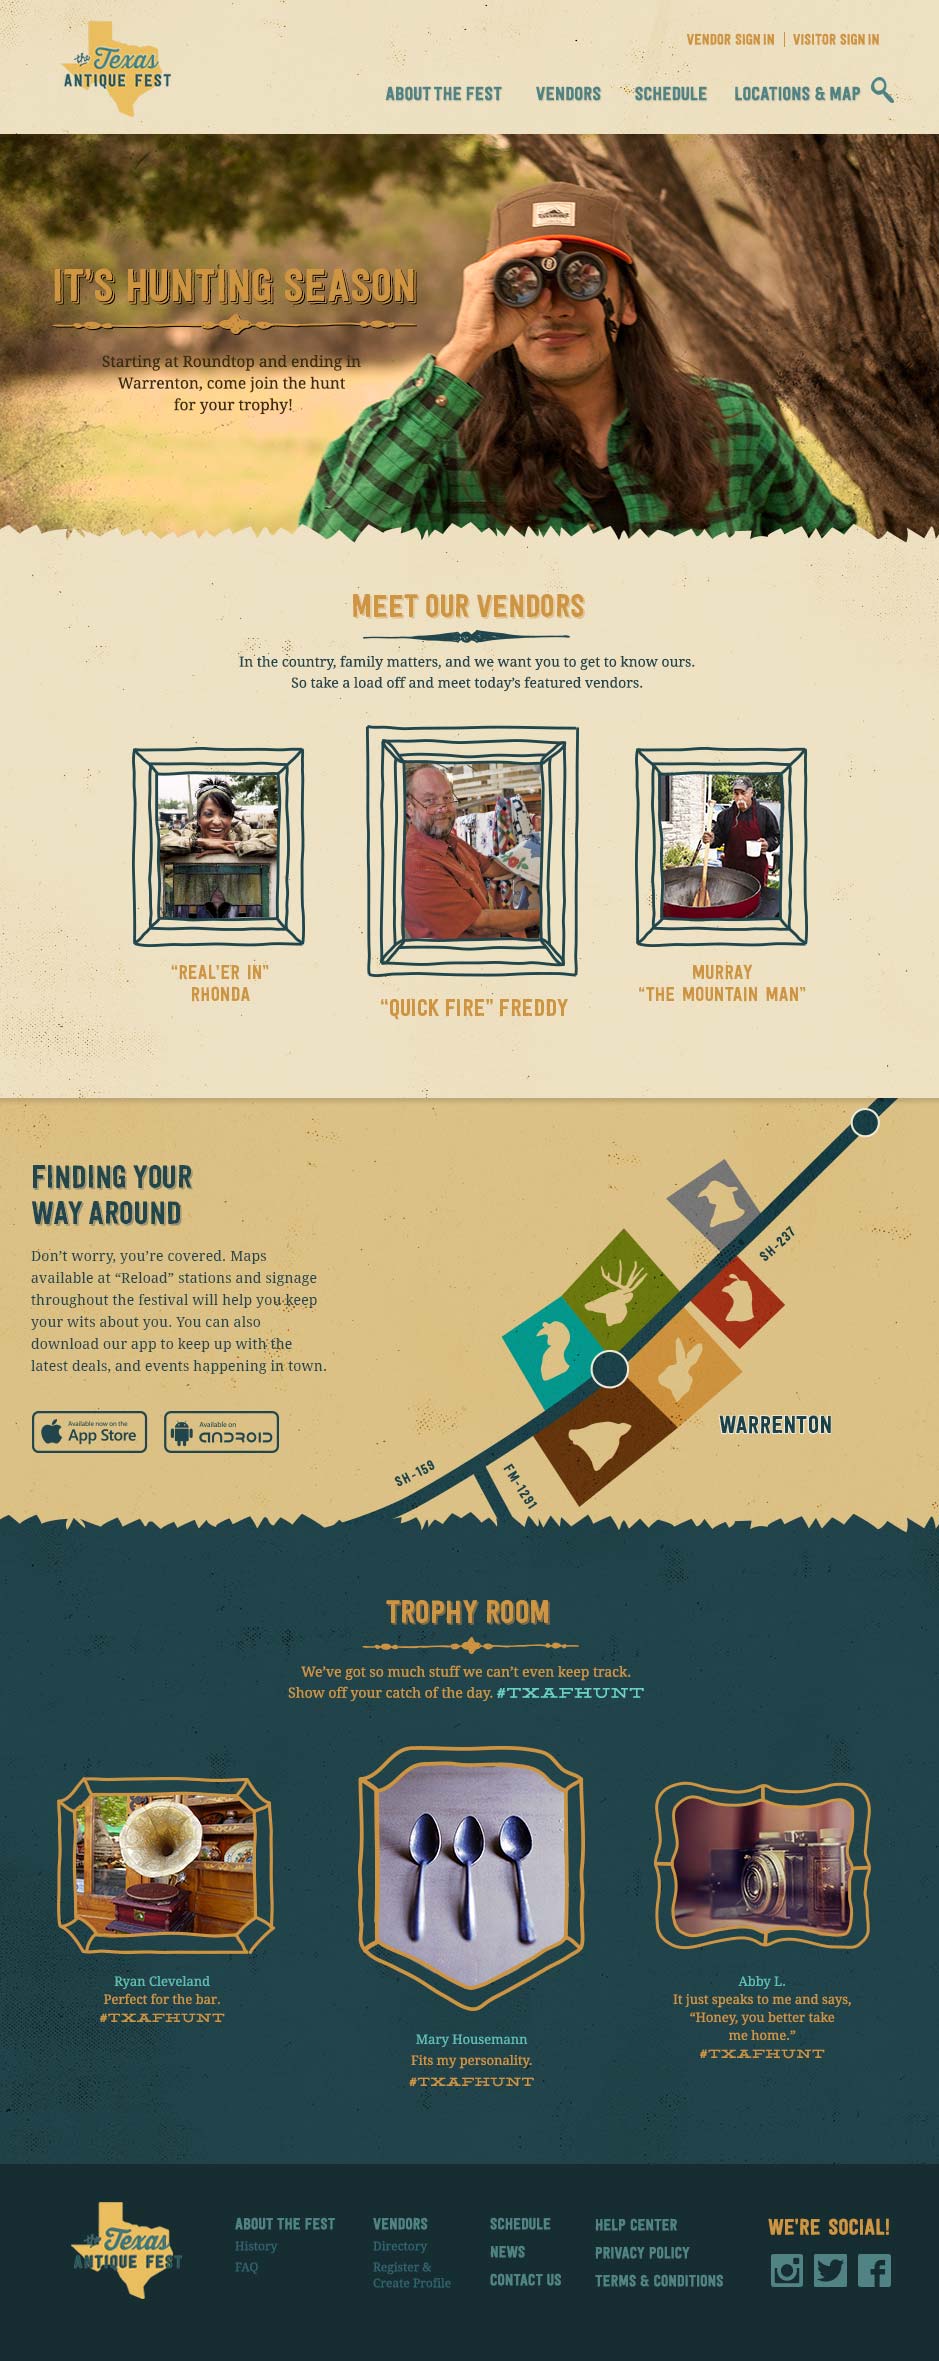 the Texas
ANTIQUE FEST
VENDOR SIGN IN | VISITOR SIGN IN
ABOUT THE FEST VENDORS SCHEDULE LOCATIONS & MAP
IT'S HUNTING SEASON
Starting at Roundtop and ending in
Warrenton, come join the hunt
for your trophy!
MEET OUR VENDORS
In the country, family matters, and we want you to get to know ours.
So take a load off and meet today's featured vendors.
"REAL'ER IN"
RHONDA
"QUICK FIRE" FREDDY
MURRAY
"THE MOUNTAIN MAN"
FINDING YOUR
WAY AROUND
Don't worry, you're covered. Maps
available at "Reload" stations and signage
throughout the festival will help you keep
your wits about you. You can also
download our app to keep up with the
latest deals, and events happening in town.
Available now on the
App Store
Available on
ANDROID
SH-237
WARRENTON
SH-159
FM-1291
TROPHY ROOM
We've got so much stuff we can't even keep track.
Show off your catch of the day. #TXAFHUNT
Ryan Cleveland
Perfect for the bar.
#TXAFHUNT
Mary Housemann
Fits my personality.
#TXAFHUNT
Abby L.
It just speaks to me and says,
"Honey, you better take
me home."
#TXAFHUNT
the Texas
ANTIQUE FEST
ABOUT THE FEST
History
FAQ
VENDORS
Directory
Register &
Create Profile
SCHEDULE
NEWS
CONTACT US
HELP CENTER
PRIVACY POLICY
TERMS & CONDITIONS
WE'RE SOCIAL!